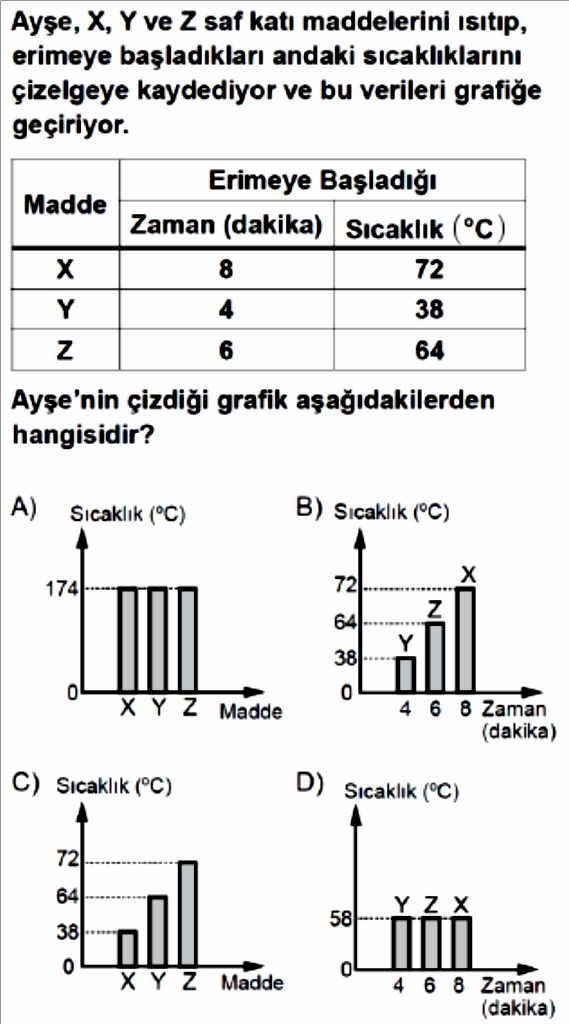 Ayşe, X, Y ve Z saf katı maddelerini ısıtıp,
erimeye başladıkları andaki sıcaklıklarını
çizelgeye kaydediyor ve bu verileri grafiğe
geçiriyor.
Madde
Erimeye Başladığı
Zaman (dakika) Sıcaklık (°C)
X 8 72
Y 4 38
Z 6 64
Ayşe'nin çizdiği grafik aşağıdakilerden
hangisidir?
A) Sıcaklık (°C)
174
0
X Y Z Madde
B) Sıcaklık (°C)
72 X
64 Z
38 Y
0
4 6 8 Zaman
(dakika)
C) Sıcaklık (°C)
72
64
38
0
X Y Z Madde
D) Sıcaklık (°C)
Y Z X
58
0
4 6 8 Zaman
(dakika)